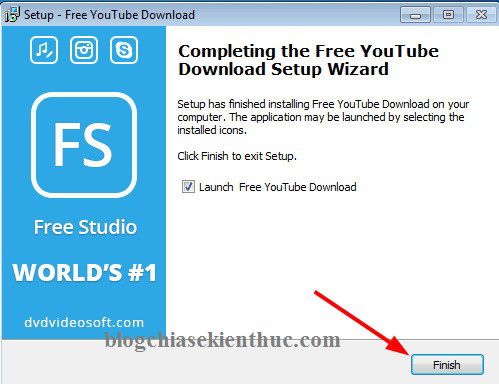 Setup - Free YouTube Download
Completing the Free YouTube
Download Setup Wizard
Setup has finished installing Free YouTube Download on your
computer. The application may be launched by selecting the
installed icons.
Click Finish to exit Setup.
Launch Free YouTube Download
FS
Free Studio
WORLD'S #1
dvdvideosoft.com
blogchiasekienthuc.com
Finish